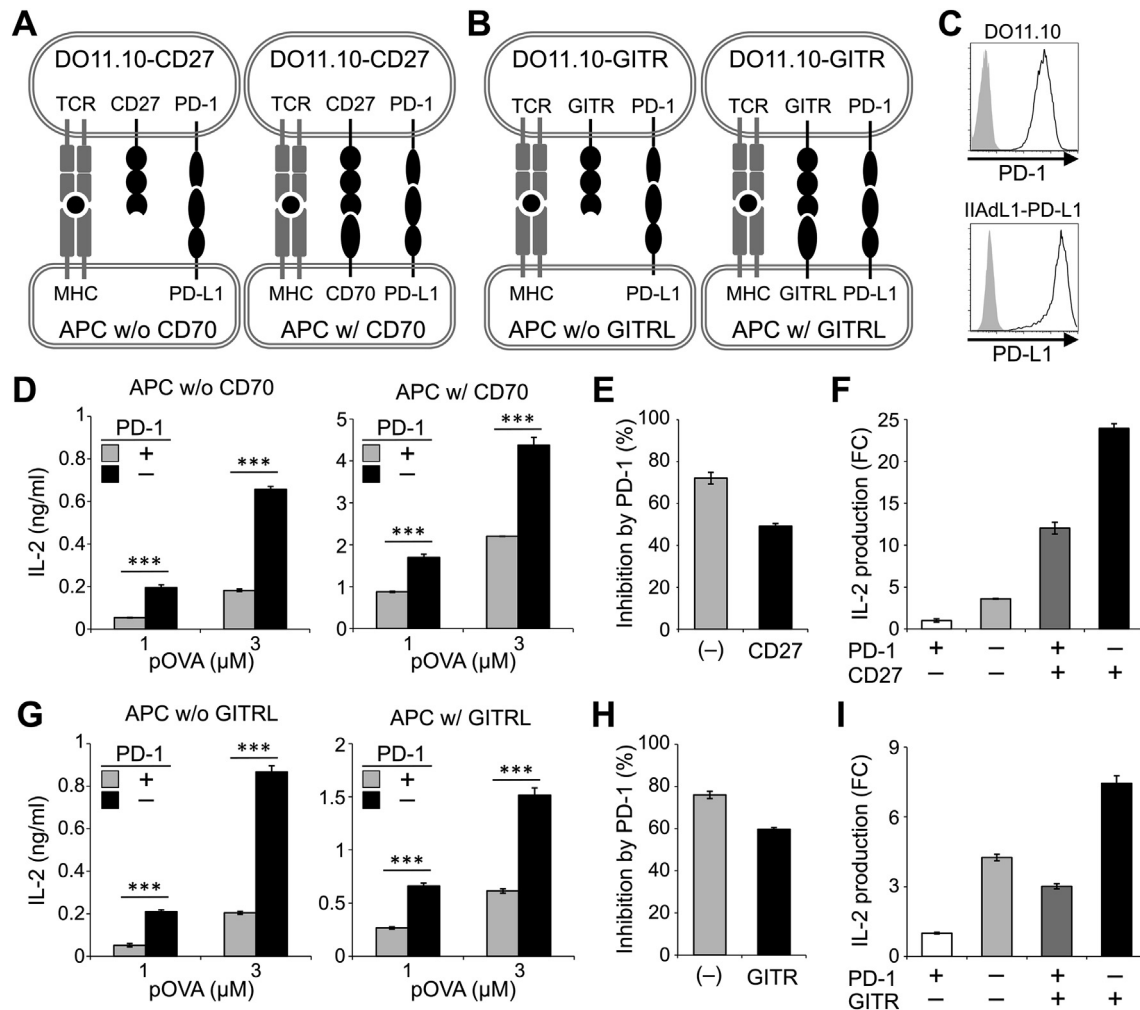 A
DO11.10-CD27
TCR CD27 PD-1
MHC PD-L1
APC w/o CD70
DO11.10-CD27
TCR CD27 PD-1
MHC CD70 PD-L1
APC w/ CD70
B
DO11.10-GITR
TCR GITR PD-1
MHC PD-L1
APC w/o GITRL
DO11.10-GITR
TCR GITR PD-1
MHC GITRL PD-L1
APC w/ GITRL
C
DO11.10
PD-1
IIAdL1-PD-L1
PD-L1
D
APC w/o CD70
IL-2 (ng/ml)
1
0.8
0.6
0.4
0.2
0
PD-1
+
−
***
***
1 3
pOVA (µM)
APC w/ CD70
5
4
3
2
1
0
PD-1
+
−
***
***
1 3
pOVA (µM)
E
Inhibition by PD-1 (%)
100
80
60
40
20
0
(−) CD27
F
IL-2 production (FC)
25
20
15
10
5
0
PD-1 + − + −
CD27 − − + +
G
APC w/o GITRL
IL-2 (ng/ml)
1
0.8
0.6
0.4
0.2
0
PD-1
+
−
***
***
1 3
pOVA (µM)
APC w/ GITRL
2
1.5
1
0.5
0
PD-1
+
−
***
***
1 3
pOVA (µM)
H
Inhibition by PD-1 (%)
100
80
60
40
20
0
(−) GITR
I
IL-2 production (FC)
9
6
3
0
PD-1 + − + −
GITR − − + +